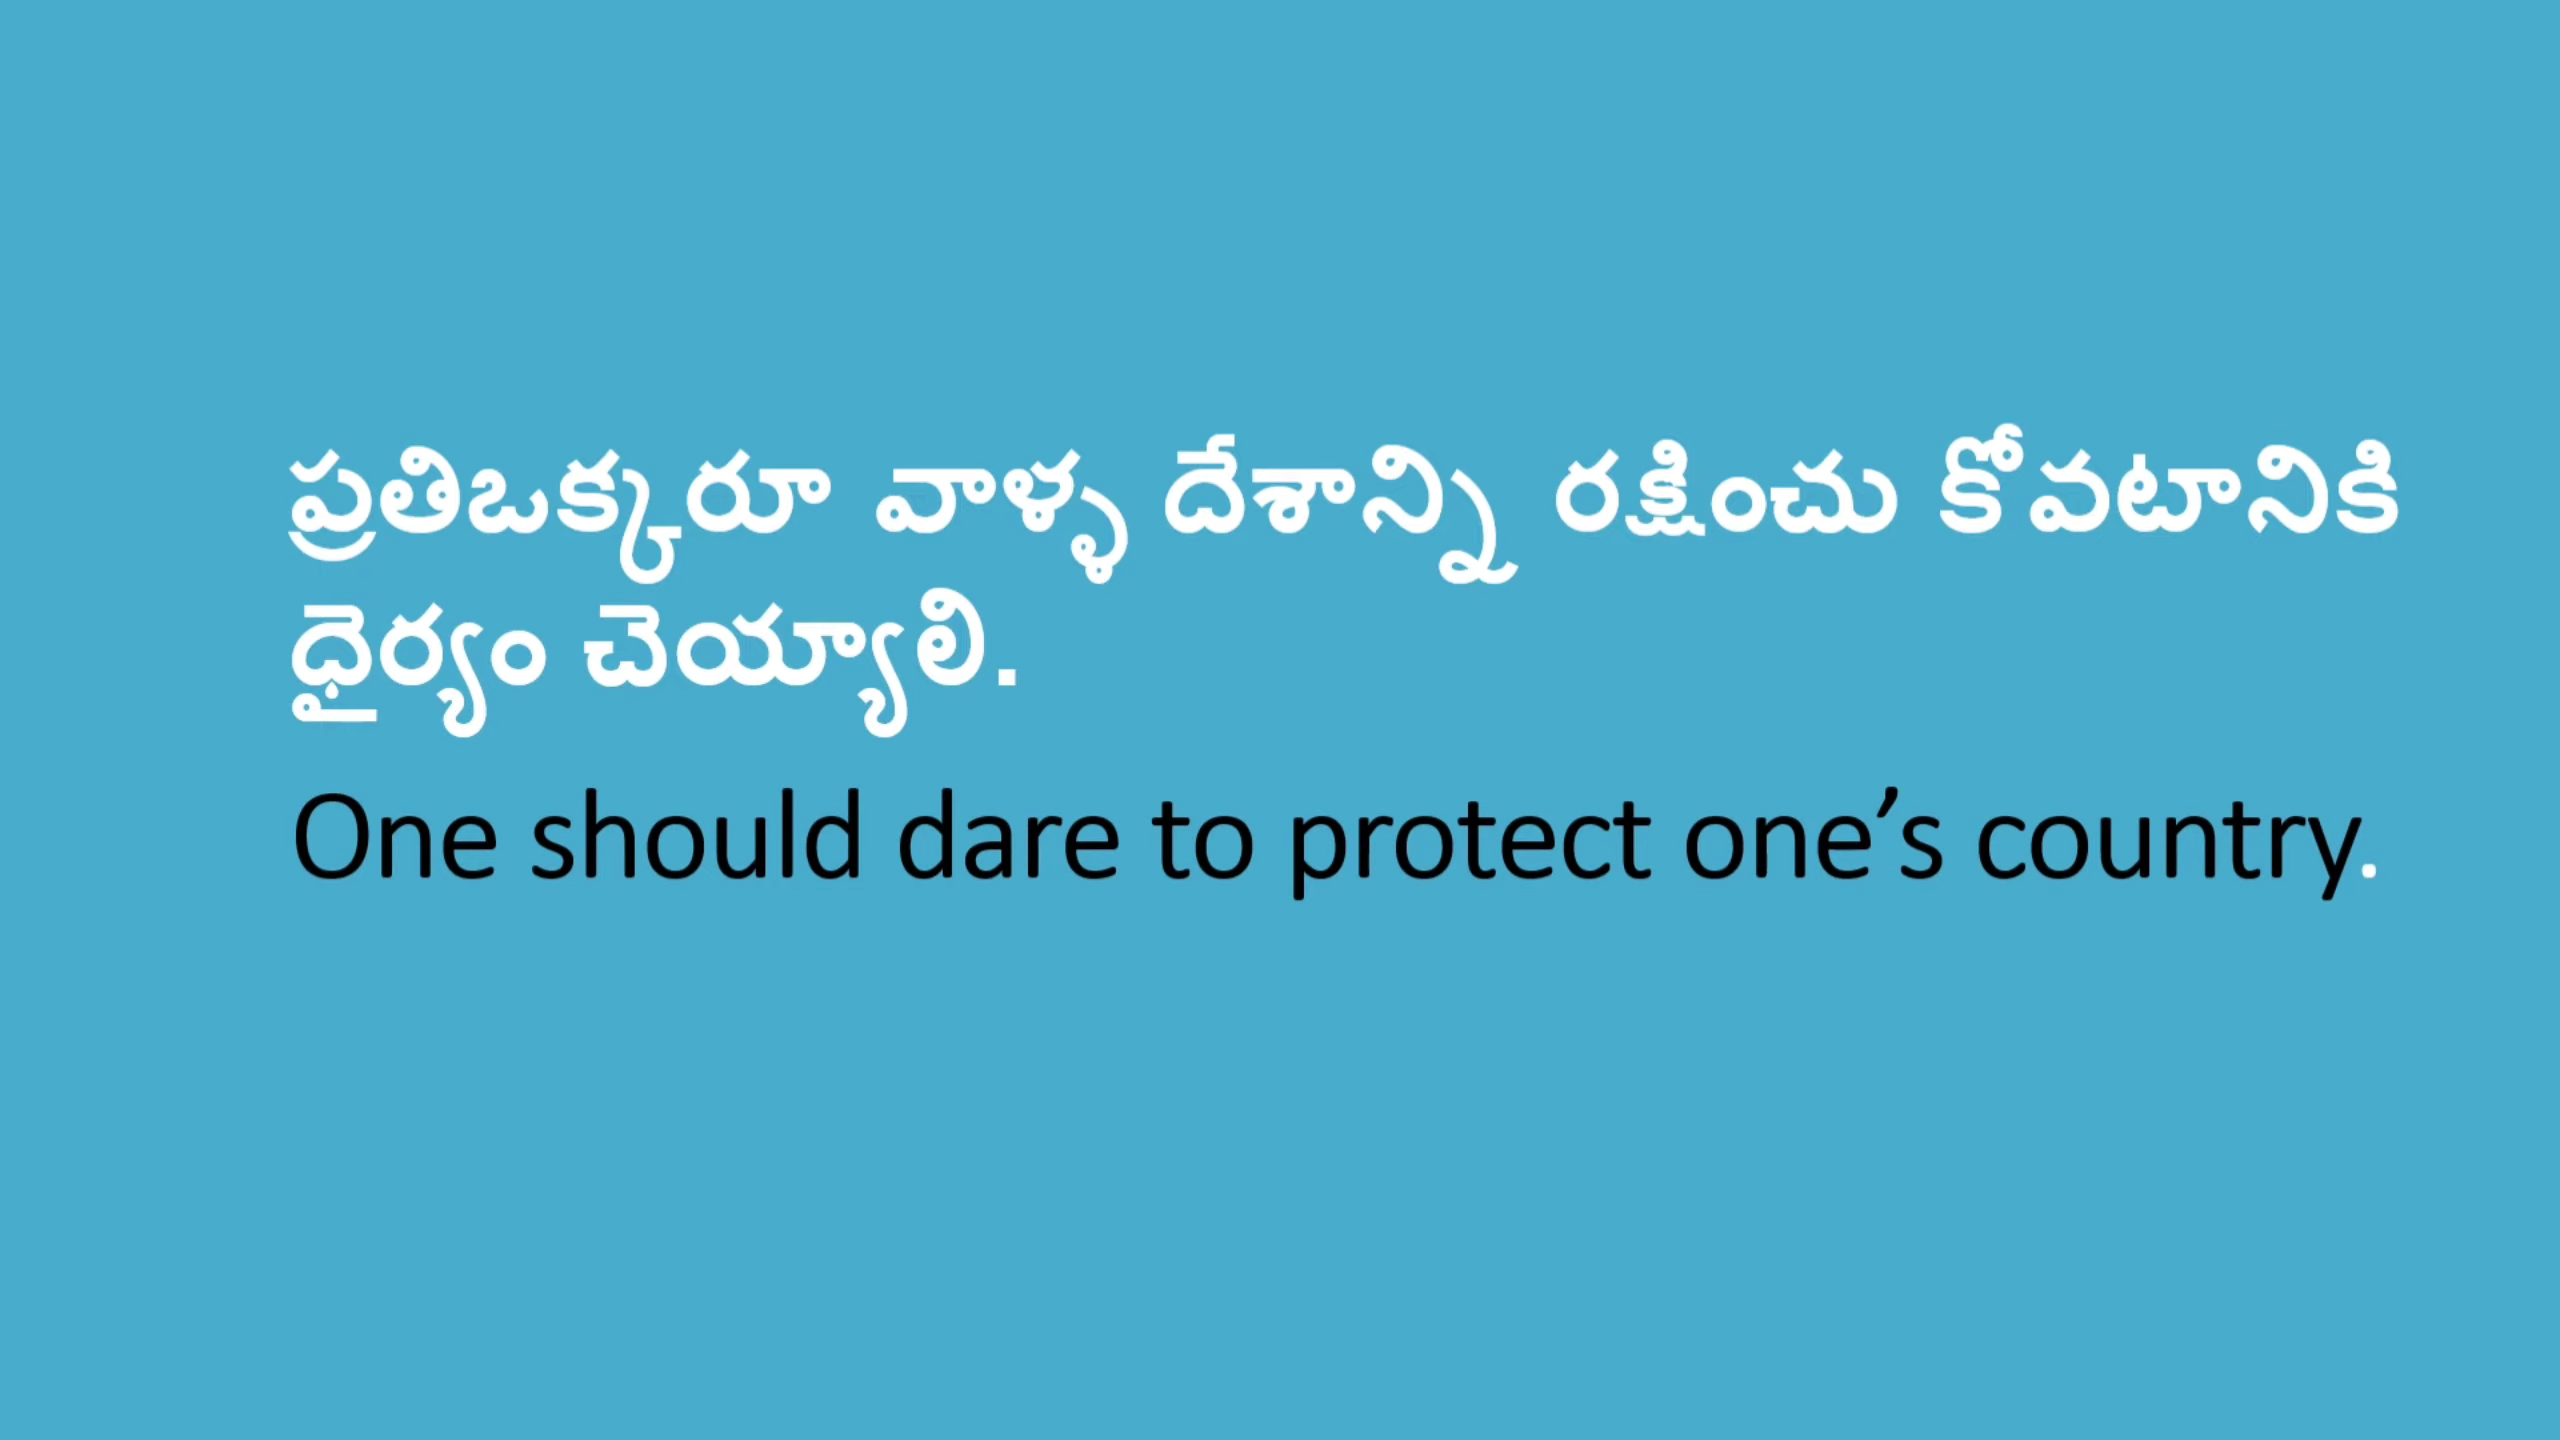 ప్రతిఒక్కరూ వాళ్ళ దేశాన్ని రక్షించు కోవటానికి
ధైర్యం చెయ్యాలి.
One should dare to protect one’s country.